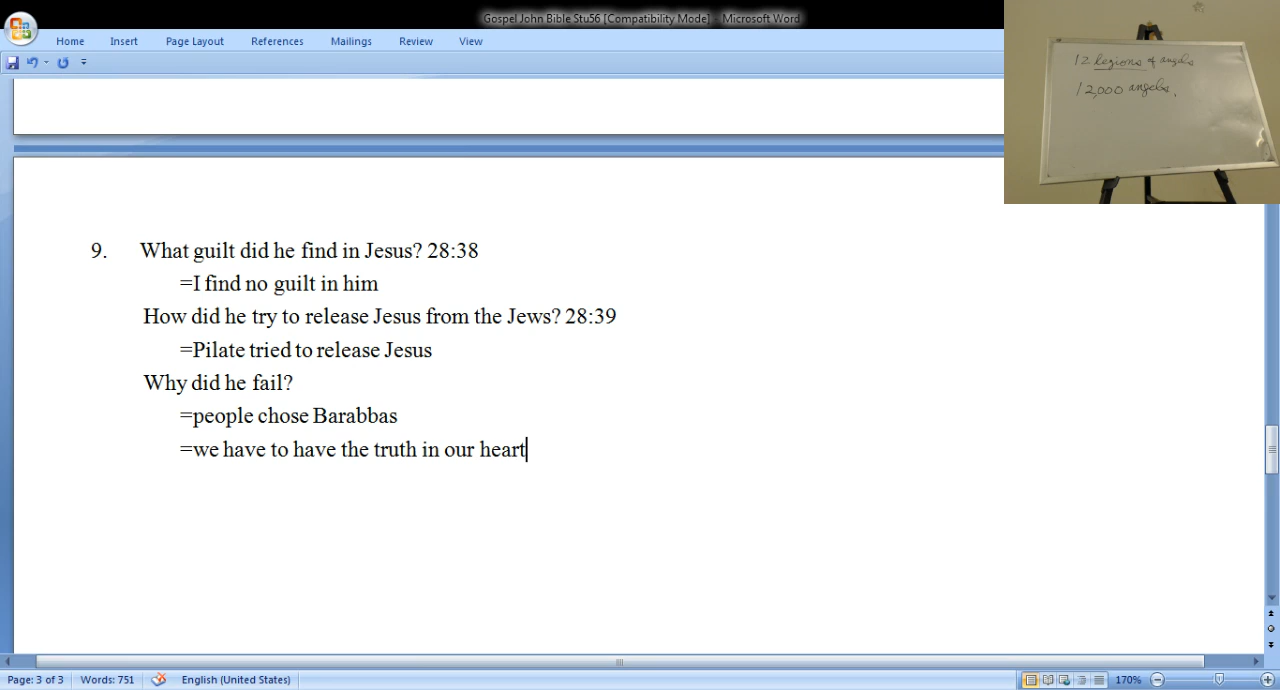 Gospel John Bible Stu56 [Compatibility Mode] - Microsoft Word
Home Insert Page Layout References Mailings Review View
12 legions of angels
12,000 angels.
9. What guilt did he find in Jesus? 28:38
=I find no guilt in him
How did he try to release Jesus from the Jews? 28:39
=Pilate tried to release Jesus
Why did he fail?
=people chose Barabbas
=we have to have the truth in our heart
Page: 3 of 3 Words: 751 English (United States) 170%